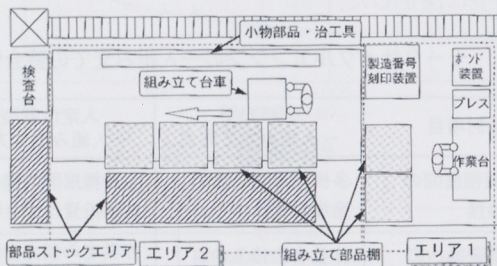 小物部品・治工具
検査台
組み立て台車
製造番号
刻印装置
ボンド
装置
プレス
作業台
部品ストックエリア
エリア2
組み立て部品棚
エリア1